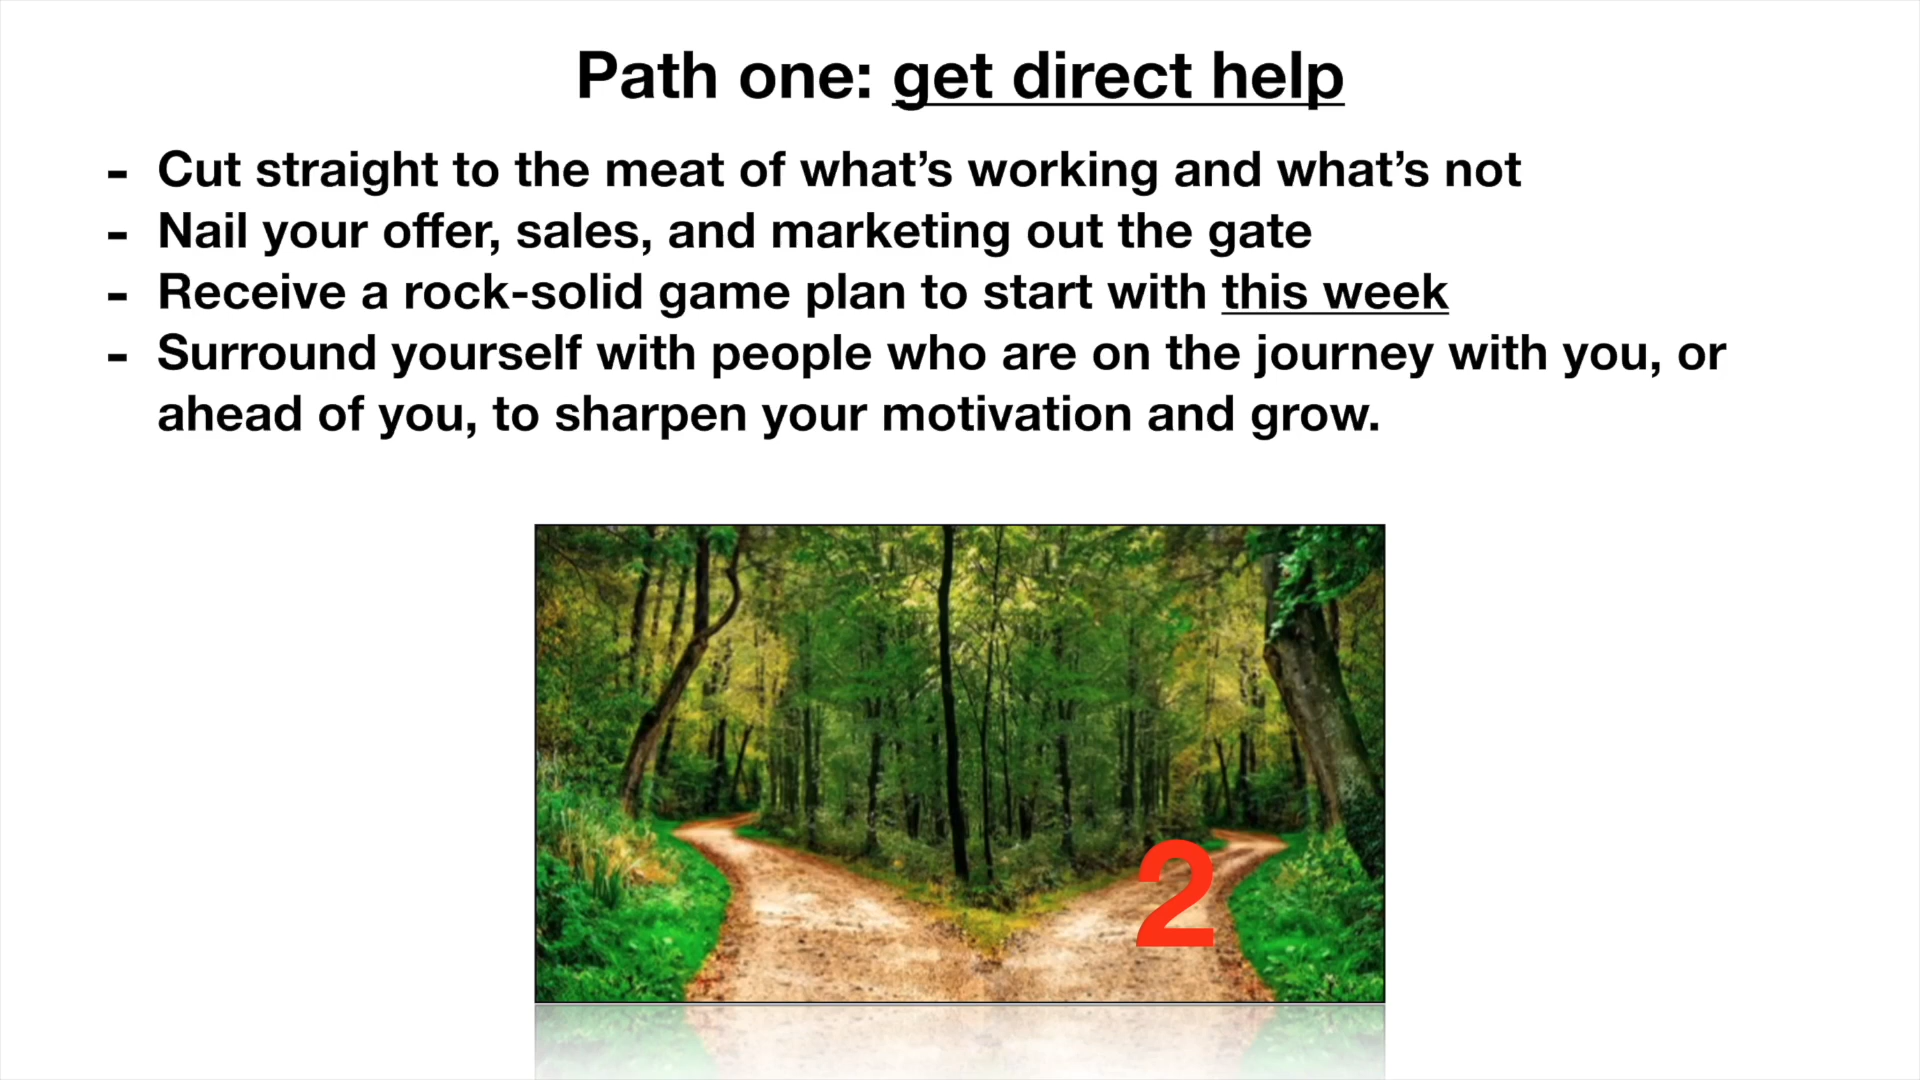 Path one: get direct help
- Cut straight to the meat of what’s working and what’s not
- Nail your offer, sales, and marketing out the gate
- Receive a rock-solid game plan to start with this week
- Surround yourself with people who are on the journey with you, or
ahead of you, to sharpen your motivation and grow.
2